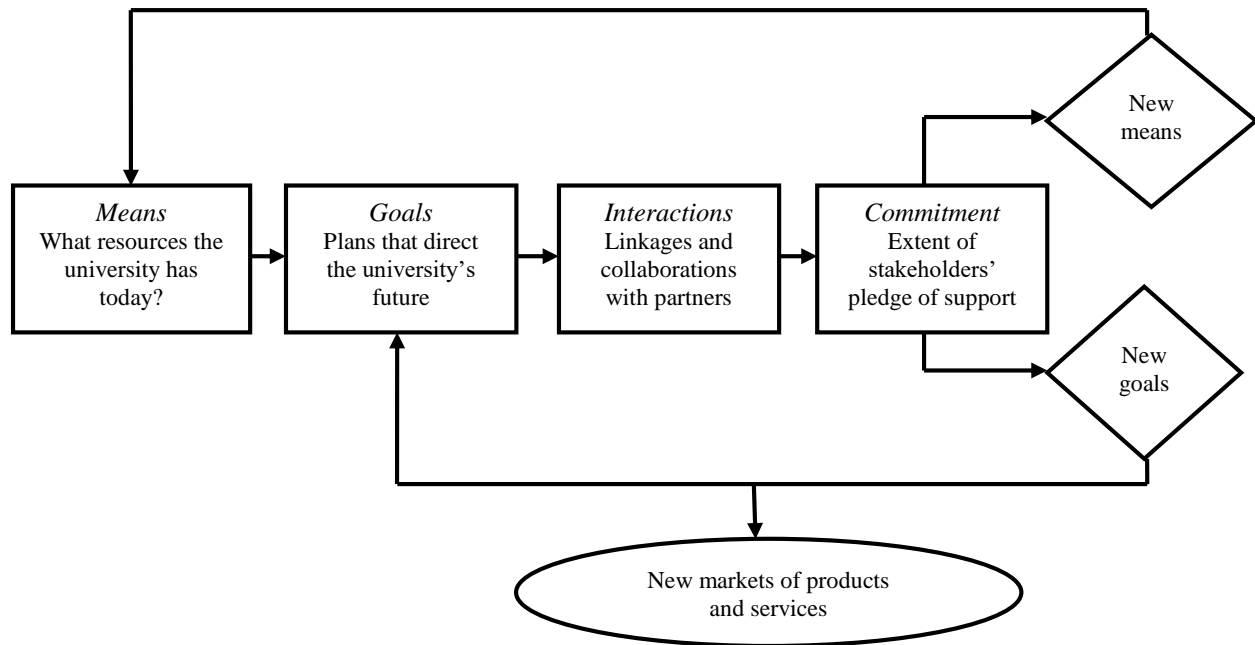 New
means
Means
What resources the
university has
today?
Goals
Plans that direct
the university’s
future
Interactions
Linkages and
collaborations
with partners
Commitment
Extent of
stakeholders’
pledge of support
New
goals
New markets of products
and services